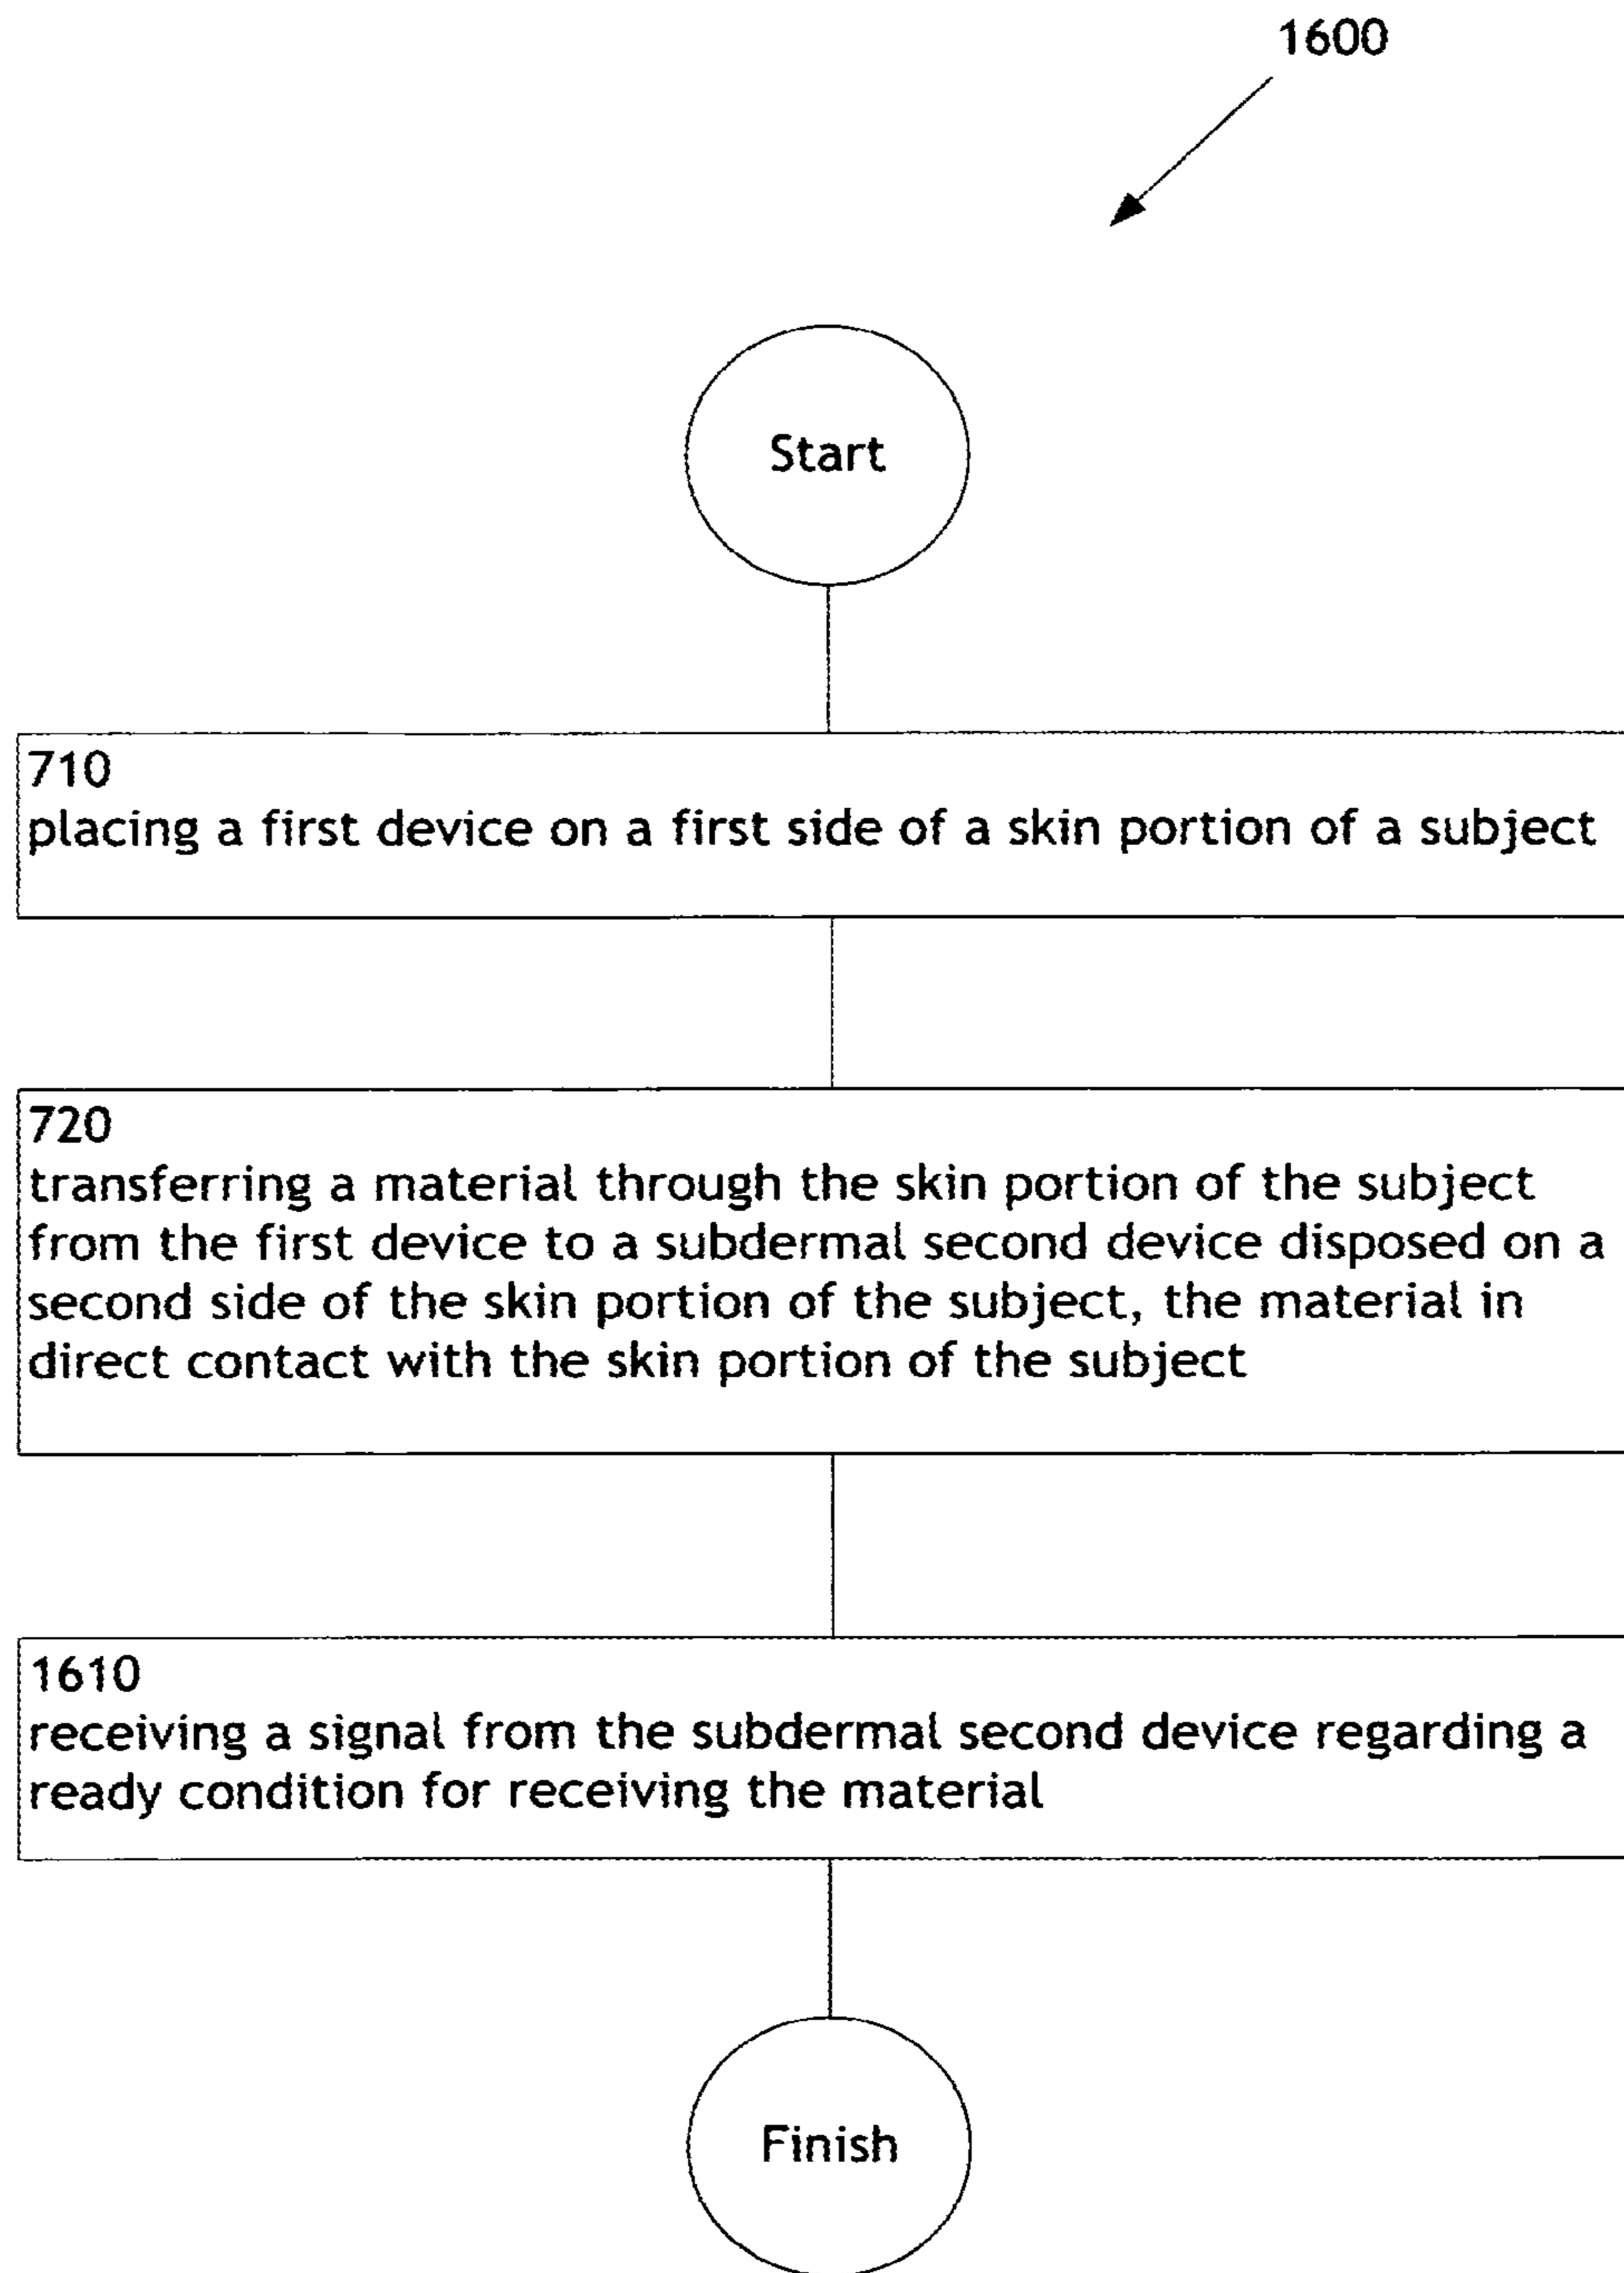 1600
Start
710
placing a first device on a first side of a skin portion of a subject
720
transferring a material through the skin portion of the subject
from the first device to a subdermal second device disposed on a
second side of the skin portion of the subject, the material in
direct contact with the skin portion of the subject
1610
receiving a signal from the subdermal second device regarding a
ready condition for receiving the material
Finish